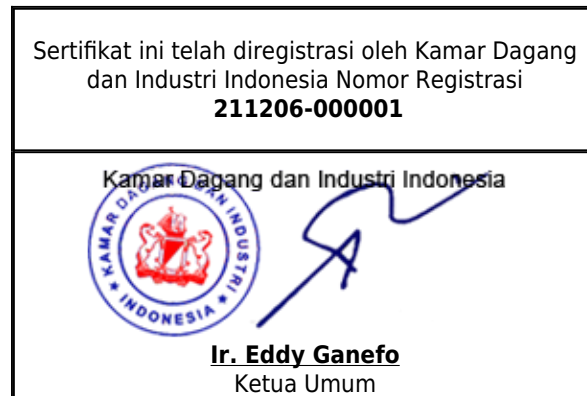 Sertifikat ini telah diregistrasi oleh Kamar Dagang
dan Industri Indonesia Nomor Registrasi
211206-000001
Kamar Dagang dan Industri Indonesia
KAMAR DAGANG DAN INDUSTRI
* INDONESIA *
Ir. Eddy Ganefo
Ketua Umum